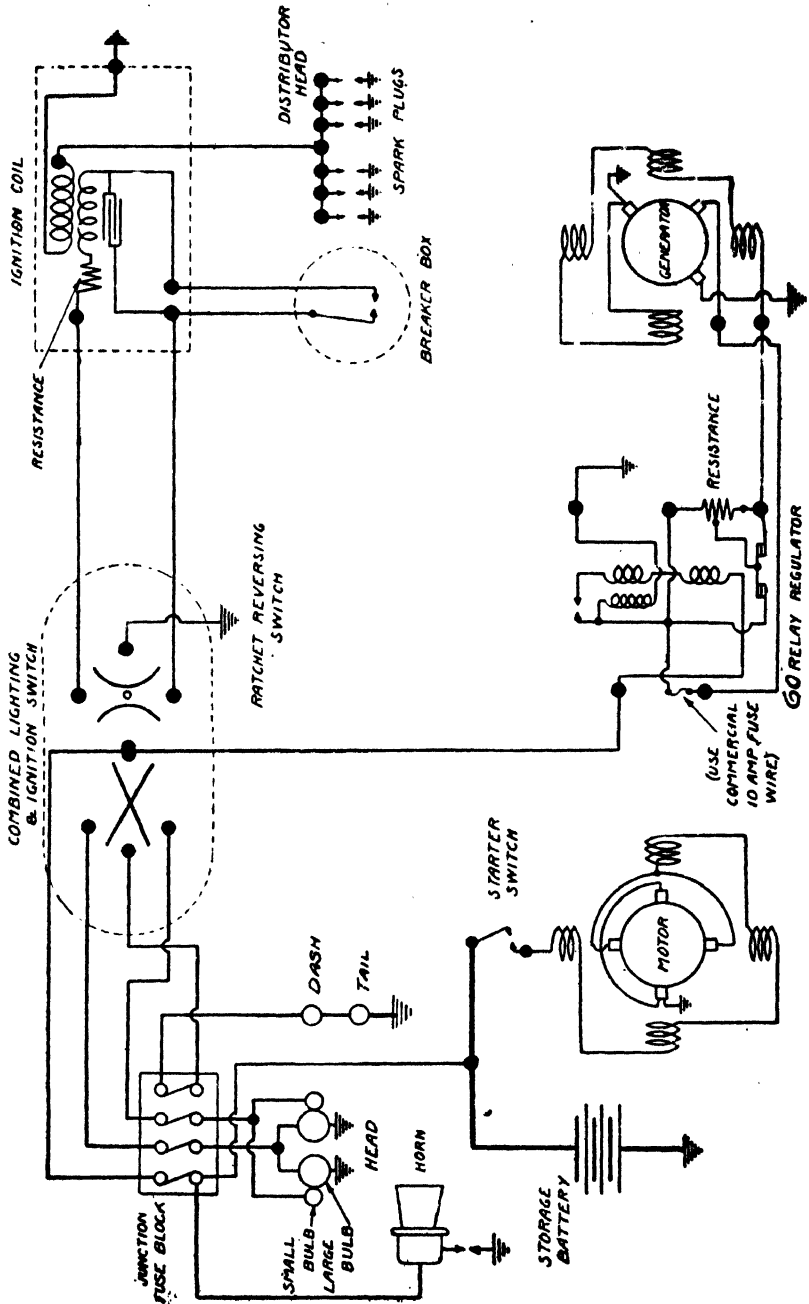 IGNITION COIL
RESISTANCE
DISTRIBUTOR
HEAD
SPARK PLUGS
BREAKER BOX
COMBINED LIGHTING
& IGNITION SWITCH
RATCHET REVERSING
SWITCH
GENERATOR
RESISTANCE
GO RELAY REGULATOR
(USE
COMMERCIAL
10 AMP FUSE
WIRE)
STARTER
SWITCH
MOTOR
DASH
TAIL
JUNCTION
FUSE BLOCK
SMALL
BULB
LARGE
BULB
HEAD
HORN
STORAGE
BATTERY